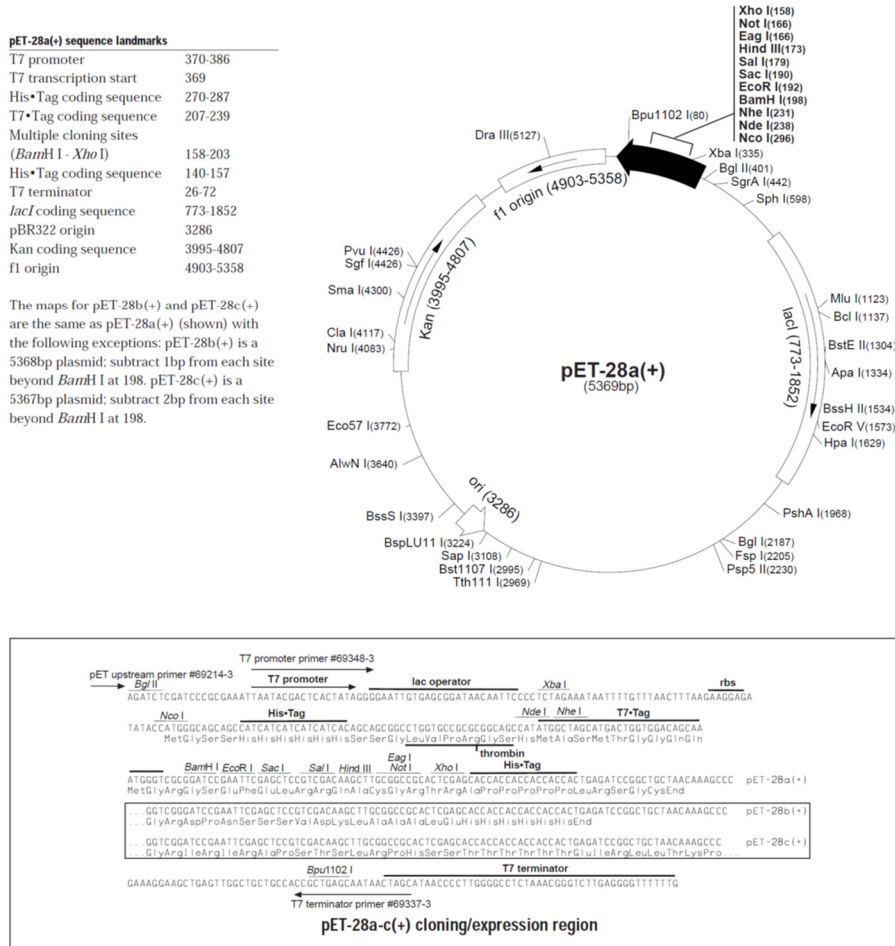 pET-28a(+) sequence landmarks
T7 promoter 370-386
T7 transcription start 369
His•Tag coding sequence 270-287
T7•Tag coding sequence 207-239
Multiple cloning sites
(BamH I - Xho I) 158-203
His•Tag coding sequence 140-157
T7 terminator 26-72
lacI coding sequence 773-1852
pBR322 origin 3286
Kan coding sequence 3995-4807
f1 origin 4903-5358
The maps for pET-28b(+) and pET-28c(+)
are the same as pET-28a(+) (shown) with
the following exceptions: pET-28b(+) is a
5368bp plasmid; subtract 1bp from each site
beyond BamH I at 198. pET-28c(+) is a
5367bp plasmid; subtract 2bp from each site
beyond BamH I at 198.
Xho I(158)
Not I(166)
Eag I(166)
Hind III(173)
Sal I(179)
Sac I(190)
EcoR I(192)
BamH I(198)
Nhe I(231)
Nde I(238)
Nco I(296)
Bpu1102 I(80)
Dra III(5127)
Xba I(335)
Bgl II(401)
SgrA I(442)
Sph I(598)
f1 origin (4903-5358)
Pvu I(4426)
Sgf I(4426)
Sma I(4300)
Kan (3995-4807)
Cla I(4117)
Nru I(4083)
Mlu I(1123)
Bcl I(1137)
lacI (773-1852)
BstE II(1304)
Apa I(1334)
pET-28a(+)
(5369bp)
BssH II(1534)
EcoR V(1573)
Hpa I(1629)
Eco57 I(3772)
AlwN I(3640)
ori (3286)
BssS I(3397)
PshA I(1968)
BspLU11 I(3224)
Sap I(3108)
Bst1107 I(2995)
Tth111 I(2969)
Bgl I(2187)
Fsp I(2205)
Psp5 II(2230)
T7 promoter primer #69348-3
pET upstream primer #69214-3
Bgl II T7 promoter lac operator Xba I rbs
AGATCTCGATCCCGCGAAATTAATACGACTCACTATAGGGGAATTGTGAGCGGATAACAATTCCCCTCTAGAAATAATTTTGTTTAACTTTAAGAAGGAGA
Nco I His•Tag Nde I Nhe I T7•Tag
TATACCATGGGCAGCAGCCATCATCATCATCATCACAGCAGCGGCCTGGTGCCGCGCGGCAGCCATATGGCTAGCATGACTGGTGGACAGCAA
MetGlySerSerHisHisHisHisHisHisSerSerGlyLeuValProArgGlySerHisMetAlaSerMetThrGlyGlyGlnGln
thrombin
BamH I EcoR I Sac I Sal I Hind III Eag I Not I Xho I His•Tag
ATGGGTCGCGGATCCGAATTCGAGCTCCGTCGACAAGCTTGCGGCCGCACTCGAGCACCACCACCACCACCACTGAGATCCGGCTGCTAACAAAGCCC pET-28a(+)
MetGlyArgGlySerGluPheGluLeuArgArgGlnAlaCysGlyArgThrArgAlaProProProProProProLeuArgSerGlyCysEnd
...GGTCGGGATCCGAATTCGAGCTCCGTCGACAAGCTTGCGGCCGCACTCGAGCACCACCACCACCACCACTGAGATCCGGCTGCTAACAAAGCCC pET-28b(+)
...GlyArgAspProAsnSerSerSerValAspLysLeuAlaAlaAlaLeuGluHisHisHisHisHisHisEnd
...GGTCGGATCCGAATTCGAGCTCCGTCGACAAGCTTGCGGCCGCACTCGAGCACCACCACCACCACCACTGAGATCCGGCTGCTAACAAAGCCC pET-28c(+)
...GlyArgIleArgIleArgAlaProSerThrSerLeuArgProHisSerSerThrThrThrThrThrThrGluIleArgLeuLeuThrLysPro...
Bpu1102 I T7 terminator
GAAAGGAAGCTGAGTTGGCTGCTGCCACCGCTGAGCAATAACTAGCATAACCCCTTGGGGCCTCTAAACGGGTCTTGAGGGGTTTTTTG
T7 terminator primer #69337-3
pET-28a-c(+) cloning/expression region